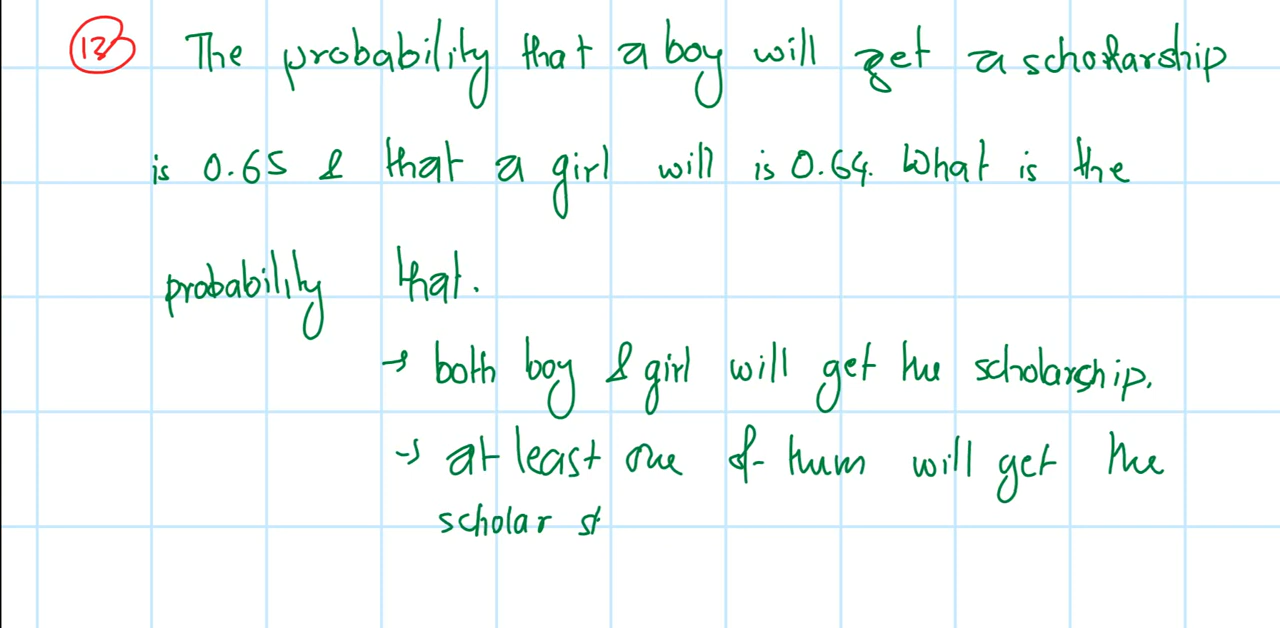 13 The probability that a boy will get a scholarship
is 0.65 & that a girl will is 0.64. What is the
probability that.
→ both boy & girl will get the scholarship.
→ at least one of them will get the
scholar s